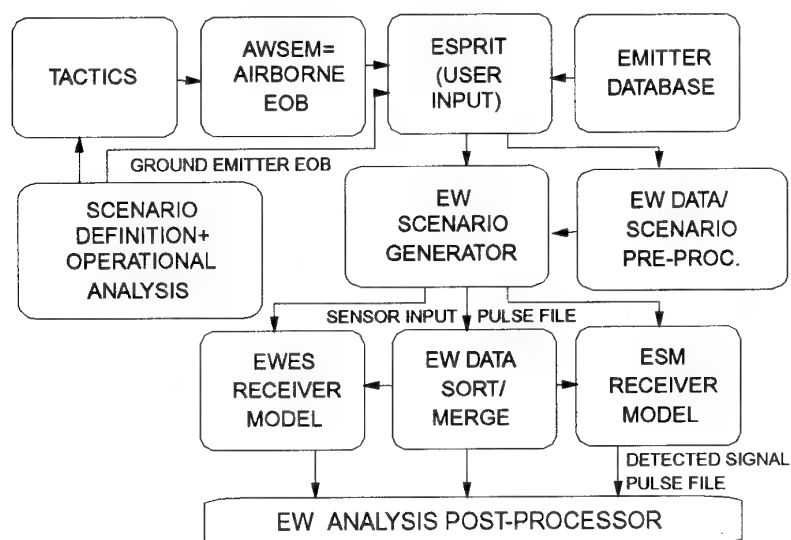 TACTICS
AWSEM=
AIRBORNE
EOB
ESPRIT
(USER
INPUT)
EMITTER
DATABASE
GROUND EMITTER EOB
SCENARIO
DEFINITION+
OPERATIONAL
ANALYSIS
EW
SCENARIO
GENERATOR
EW DATA/
SCENARIO
PRE-PROC.
SENSOR INPUT PULSE FILE
EWES
RECEIVER
MODEL
EW DATA
SORT/
MERGE
ESM
RECEIVER
MODEL
DETECTED SIGNAL
PULSE FILE
EW ANALYSIS POST-PROCESSOR